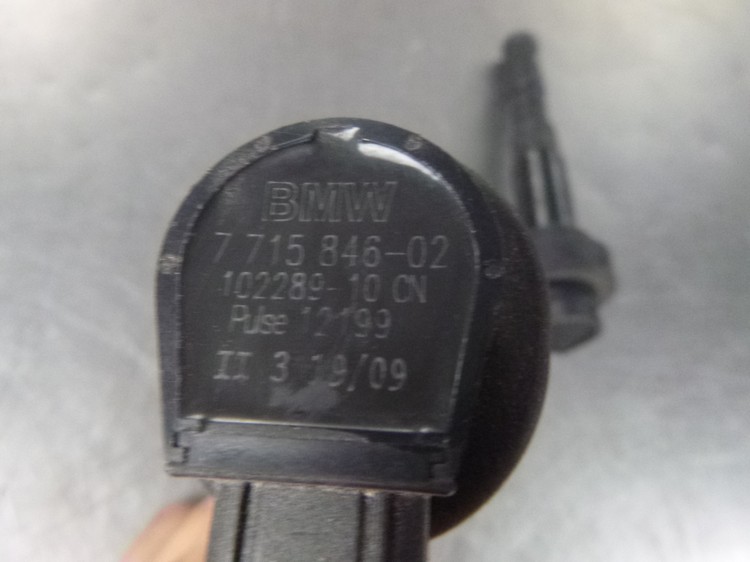 BMW
7 715 846-02
102289-10 CN
Pulse 12199
II 3 19/09